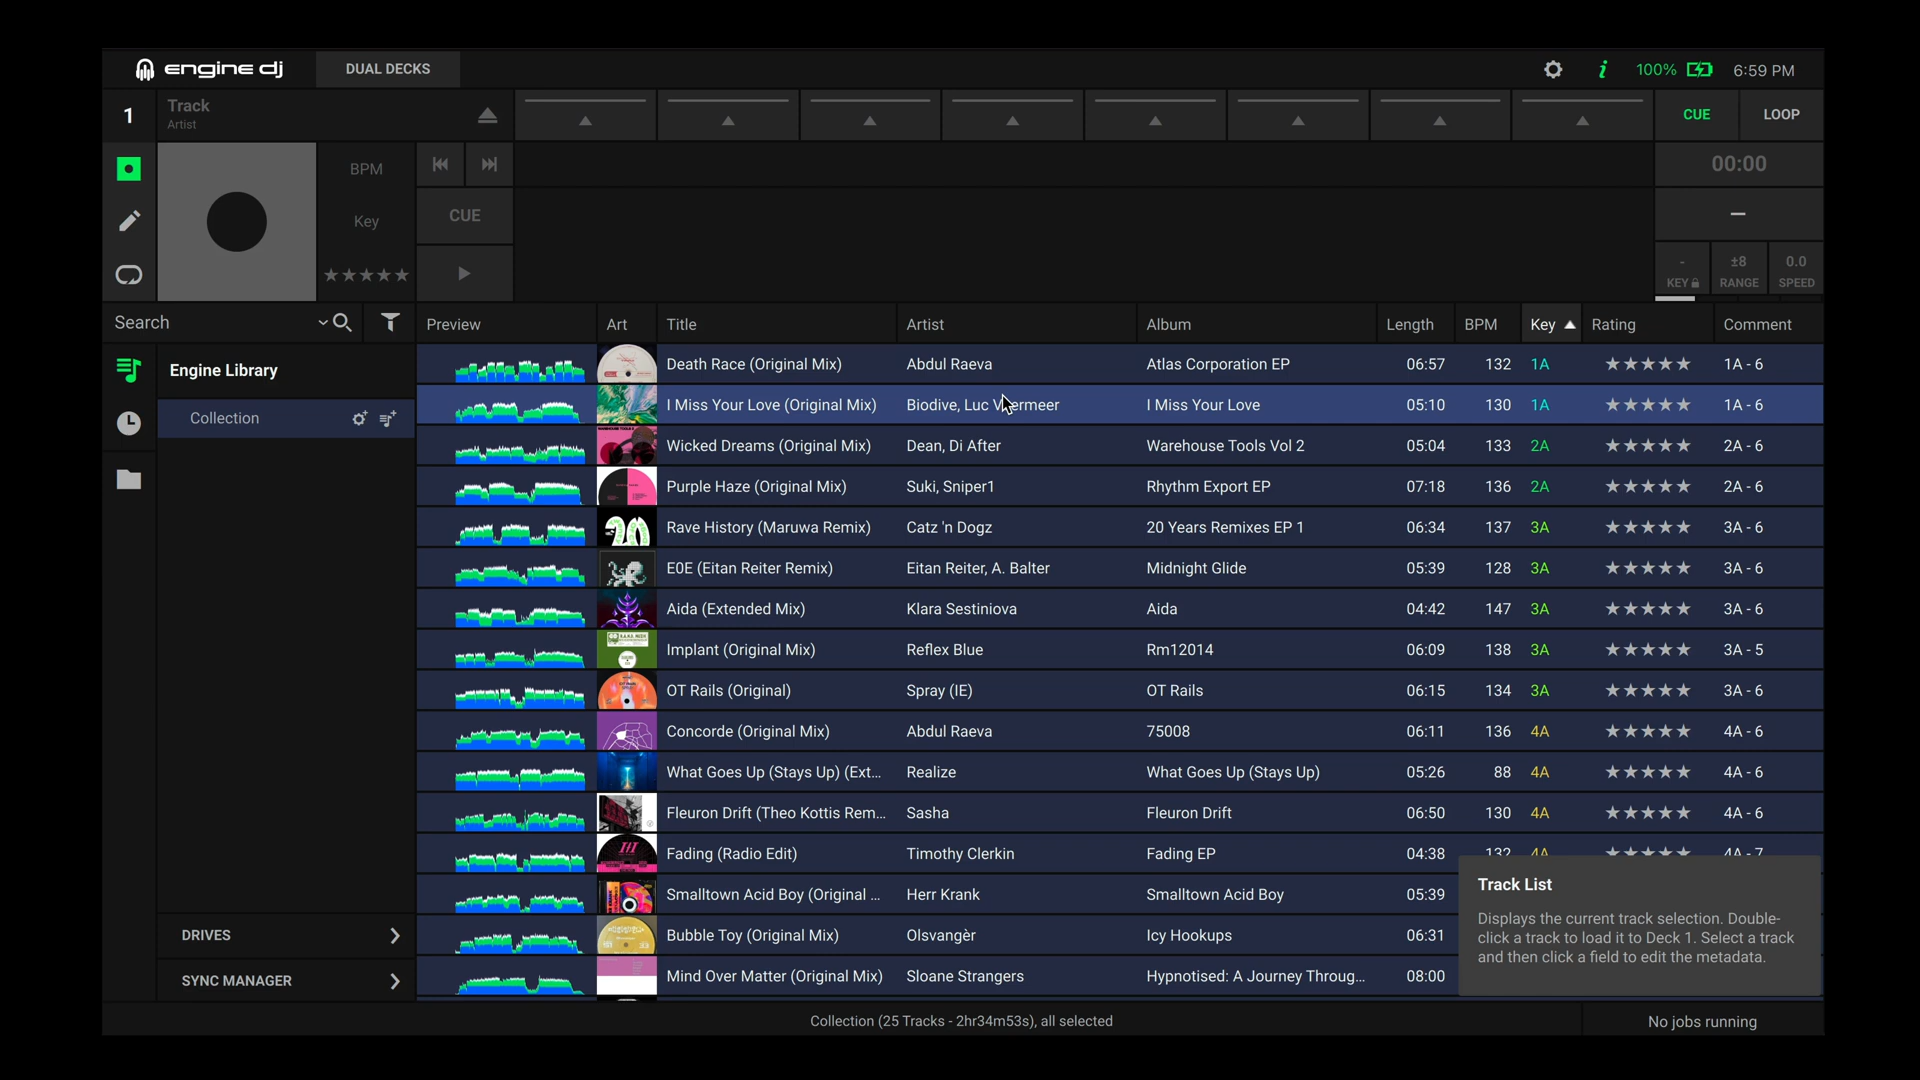 engine dj
DUAL DECKS
100%
6:59 PM
1
Track
Artist
CUE
LOOP
BPM
Key
CUE
00:00
-
KEY
±8
RANGE
0.0
SPEED
Search
Preview Art Title Artist Album Length BPM Key Rating Comment
Engine Library
Collection
Death Race (Original Mix) Abdul Raeva Atlas Corporation EP 06:57 132 1A 1A - 6
I Miss Your Love (Original Mix) Biodive, Luc V ermeer I Miss Your Love 05:10 130 1A 1A - 6
Wicked Dreams (Original Mix) Dean, Di After Warehouse Tools Vol 2 05:04 133 2A 2A - 6
Purple Haze (Original Mix) Suki, Sniper1 Rhythm Export EP 07:18 136 2A 2A - 6
Rave History (Maruwa Remix) Catz 'n Dogz 20 Years Remixes EP 1 06:34 137 3A 3A - 6
E0E (Eitan Reiter Remix) Eitan Reiter, A. Balter Midnight Glide 05:39 128 3A 3A - 6
Aida (Extended Mix) Klara Sestiniova Aida 04:42 147 3A 3A - 6
Implant (Original Mix) Reflex Blue Rm12014 06:09 138 3A 3A - 5
OT Rails (Original) Spray (IE) OT Rails 06:15 134 3A 3A - 6
Concorde (Original Mix) Abdul Raeva 75008 06:11 136 4A 4A - 6
What Goes Up (Stays Up) (Ext... Realize What Goes Up (Stays Up) 05:26 88 4A 4A - 6
Fleuron Drift (Theo Kottis Rem... Sasha Fleuron Drift 06:50 130 4A 4A - 6
Fading (Radio Edit) Timothy Clerkin Fading EP 04:38 132 4A 4A - 7
Smalltown Acid Boy (Original ... Herr Krank Smalltown Acid Boy 05:39
Bubble Toy (Original Mix) Olsvangèr Icy Hookups 06:31
Mind Over Matter (Original Mix) Sloane Strangers Hypnotised: A Journey Throug... 08:00
Track List
Displays the current track selection. Double-
click a track to load it to Deck 1. Select a track
and then click a field to edit the metadata.
DRIVES
SYNC MANAGER
Collection (25 Tracks - 2hr34m53s), all selected
No jobs running